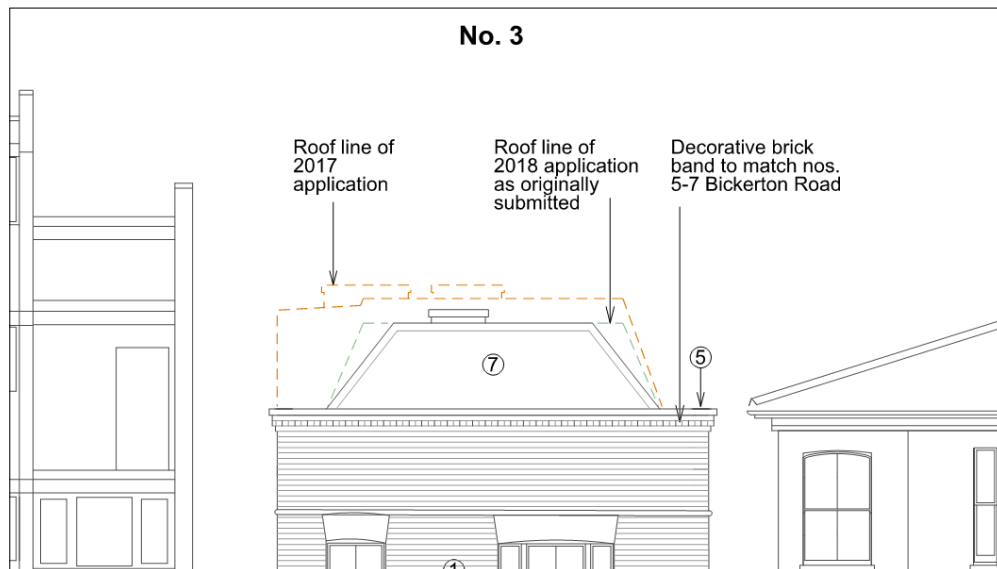 No. 3
Roof line of
2017
application
Roof line of
2018 application
as originally
submitted
Decorative brick
band to match nos.
5-7 Bickerton Road
5
7
1